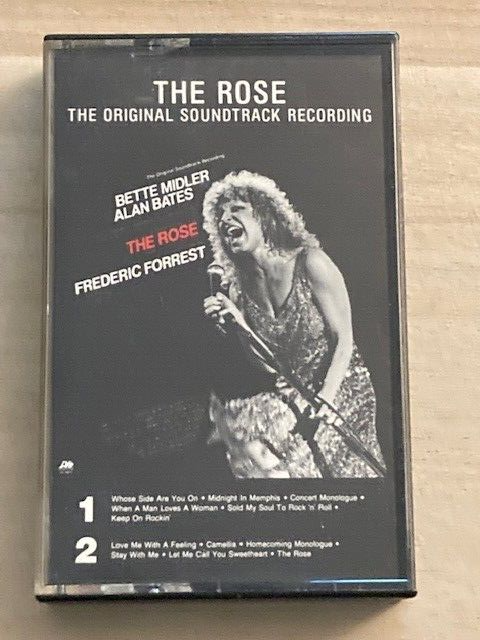 THE ROSE
THE ORIGINAL SOUNDTRACK RECORDING
The Original Soundtrack Recording
BETTE MIDLER
ALAN BATES
THE ROSE
FREDERIC FORREST
1
Whose Side Are You On • Midnight In Memphis • Concert Monologue •
When A Man Loves A Woman • Sold My Soul To Rock 'n' Roll •
Keep On Rockin'
2
Love Me With A Feeling • Camellia • Homecoming Monologue •
Stay With Me • Let Me Call You Sweetheart • The Rose